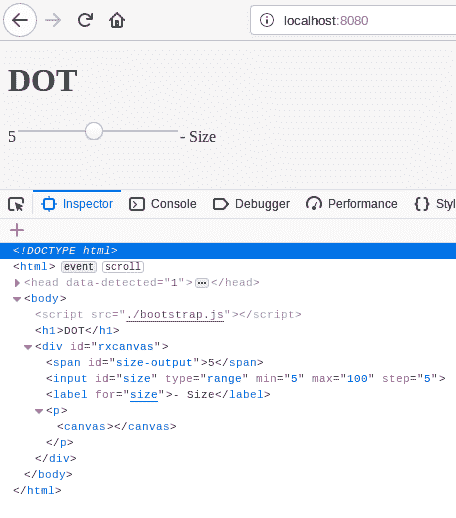 localhost:8080
DOT
5 - Size
Inspector Console Debugger Performance Styl
+
<!DOCTYPE html>
<html> event scroll
<head data-detected="1"> ••• </head>
<body>
<script src="./bootstrap.js"></script>
<h1>DOT</h1>
<div id="rxcanvas">
<span id="size-output">5</span>
<input id="size" type="range" min="5" max="100" step="5">
<label for="size">- Size</label>
<p>
<canvas></canvas>
</p>
</div>
</body>
</html>